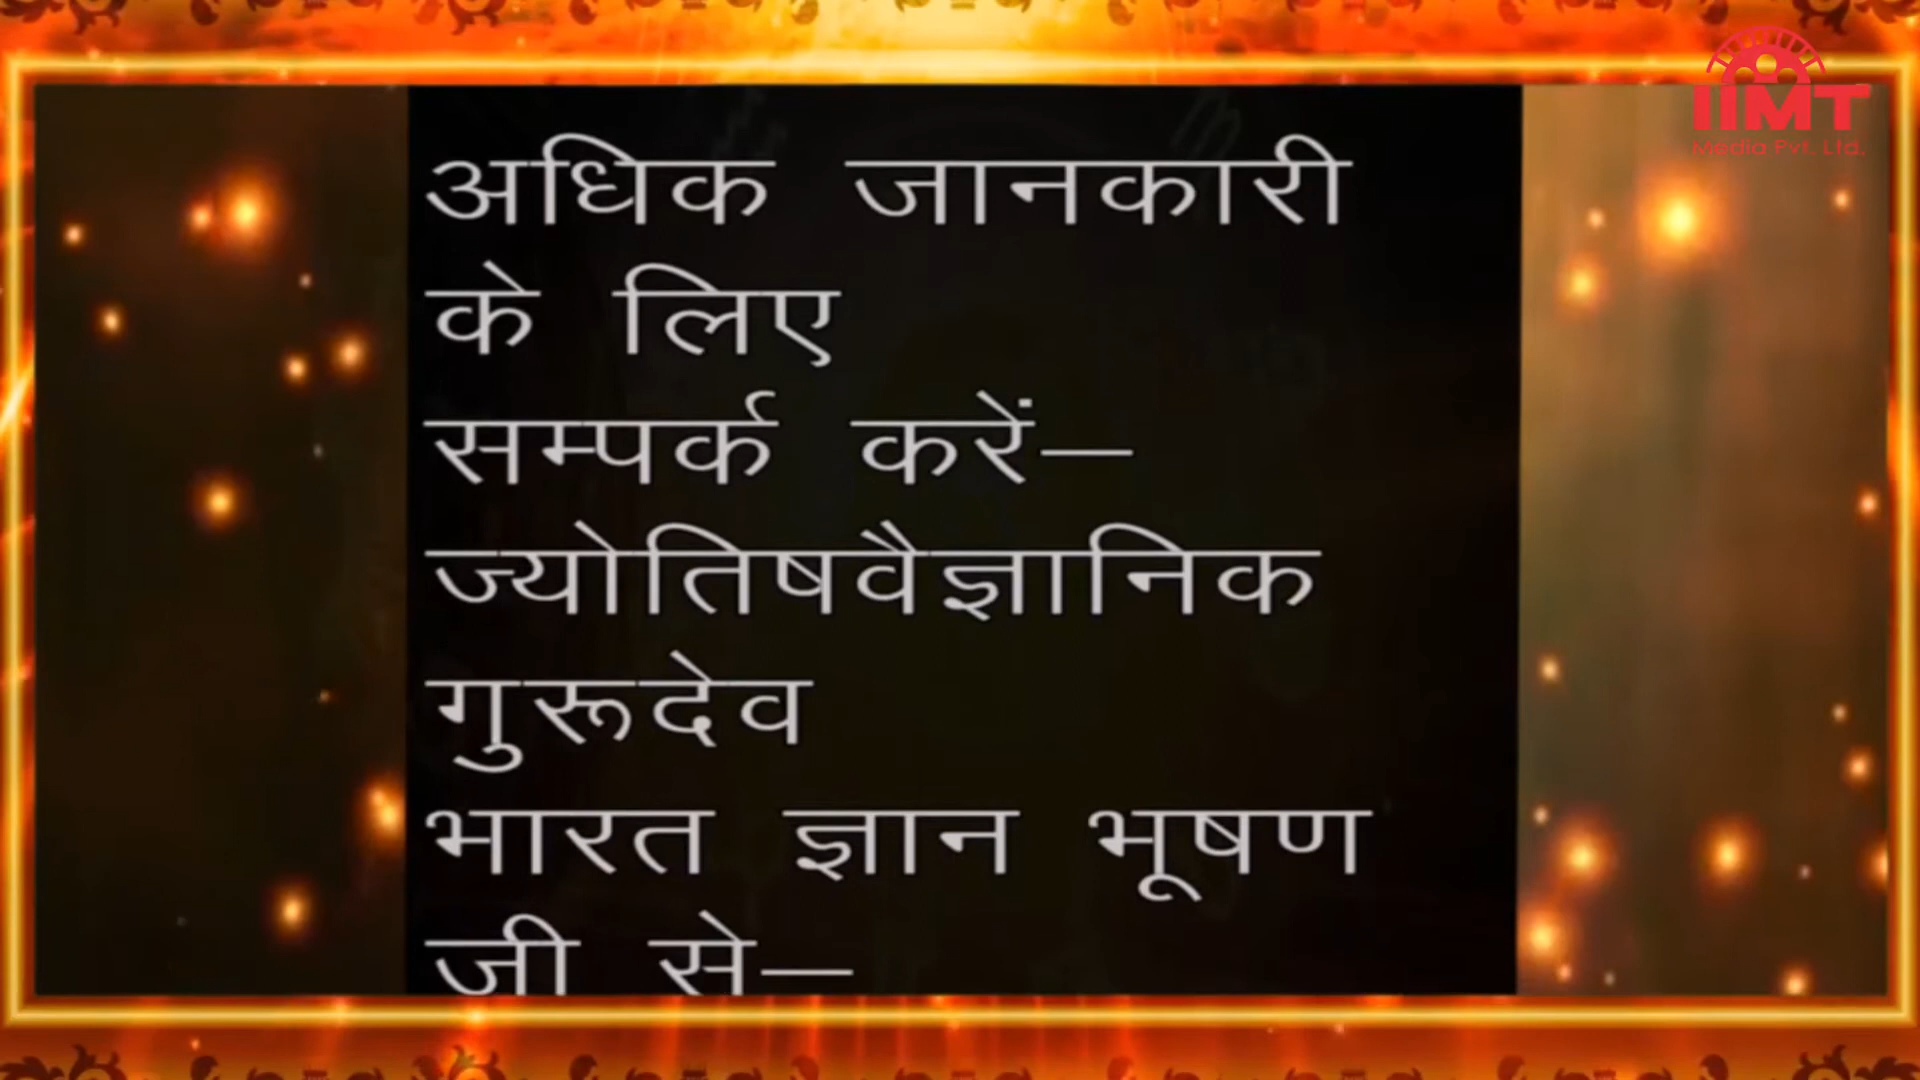 IIMT
Media Pvt. Ltd.
अधिक जानकारी
के लिए
सम्पर्क करें–
ज्योतिषवैज्ञानिक
गुरूदेव
भारत ज्ञान भूषण
जी से–